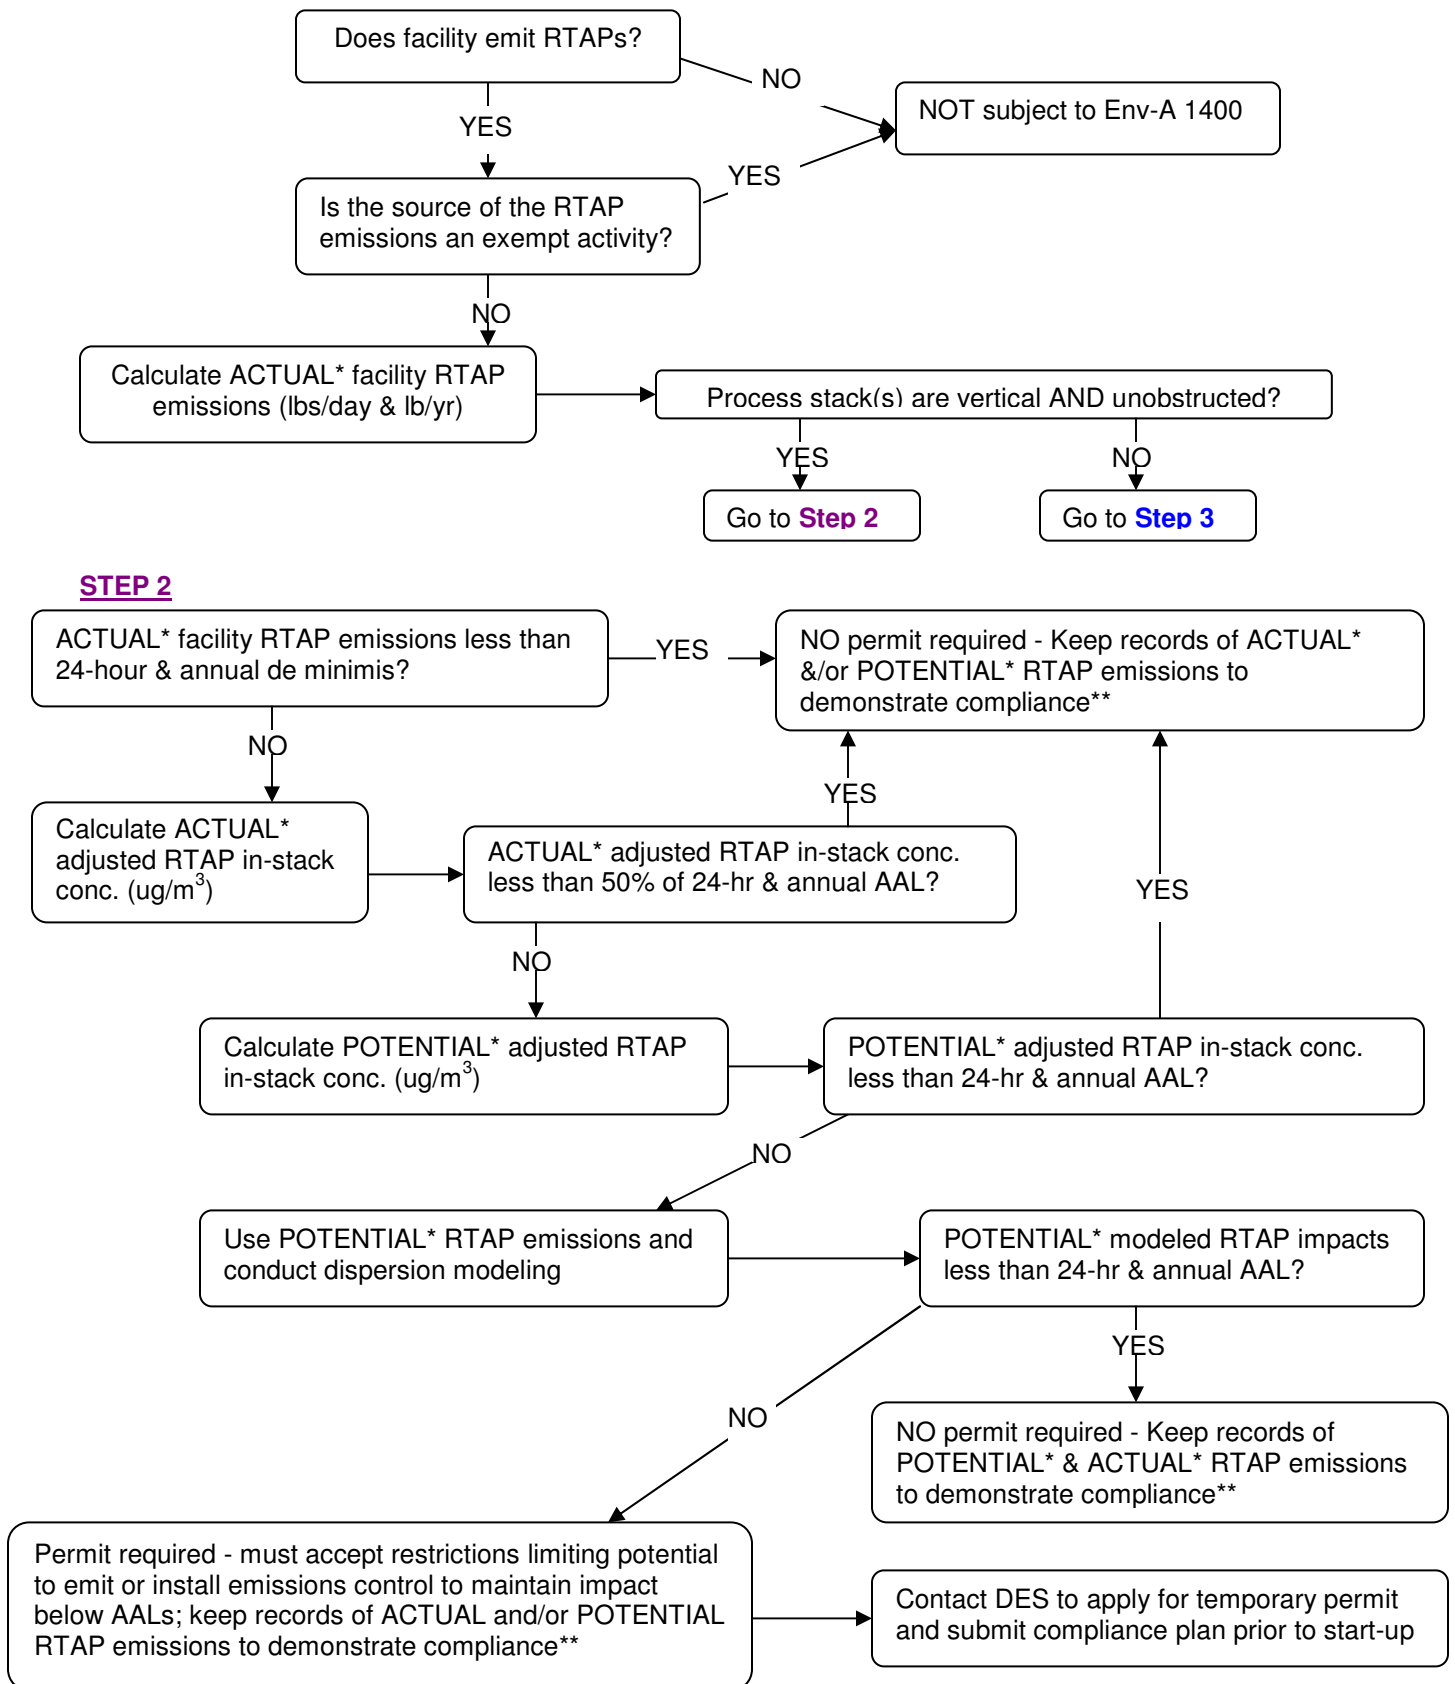 Does facility emit RTAPs?
NO
NOT subject to Env-A 1400
YES
YES
Is the source of the RTAP
emissions an exempt activity?
NO
Calculate ACTUAL* facility RTAP
emissions (lbs/day & lb/yr)
Process stack(s) are vertical AND unobstructed?
YES
NO
Go to Step 2
Go to Step 3
STEP 2
ACTUAL* facility RTAP emissions less than
24-hour & annual de minimis?
YES
NO permit required - Keep records of ACTUAL*
&/or POTENTIAL* RTAP emissions to
demonstrate compliance**
NO
YES
Calculate ACTUAL*
adjusted RTAP in-stack
conc. (ug/m³)
ACTUAL* adjusted RTAP in-stack conc.
less than 50% of 24-hr & annual AAL?
YES
NO
Calculate POTENTIAL* adjusted RTAP
in-stack conc. (ug/m³)
POTENTIAL* adjusted RTAP in-stack conc.
less than 24-hr & annual AAL?
NO
Use POTENTIAL* RTAP emissions and
conduct dispersion modeling
POTENTIAL* modeled RTAP impacts
less than 24-hr & annual AAL?
YES
NO
NO permit required - Keep records of
POTENTIAL* & ACTUAL* RTAP emissions
to demonstrate compliance**
Permit required - must accept restrictions limiting potential
to emit or install emissions control to maintain impact
below AALs; keep records of ACTUAL and/or POTENTIAL
RTAP emissions to demonstrate compliance**
Contact DES to apply for temporary permit
and submit compliance plan prior to start-up